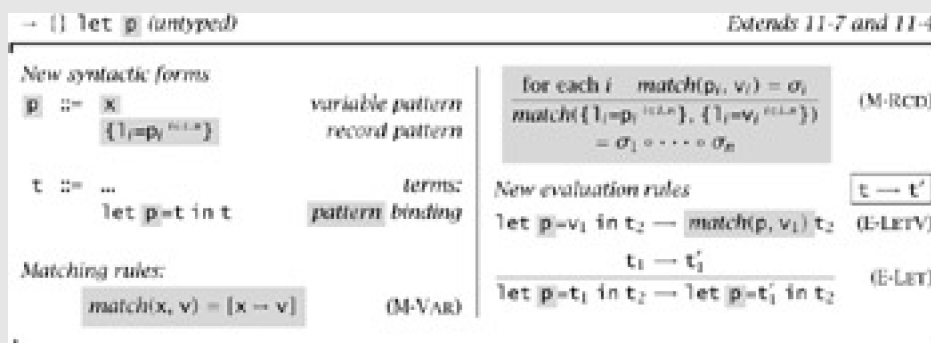 → {} let p (untyped) Extends 11-7 and 11-4
New syntactic forms
p ::= x variable pattern
{lᵢ=pᵢ ⁱ∈¹··ⁿ} record pattern
t ::= ... terms:
let p=t in t pattern binding
Matching rules:
match(x, v) = [x ↦ v] (M-VAR)
for each i match(pᵢ, vᵢ) = σᵢ
match({lᵢ=pᵢ ⁱ∈¹··ⁿ}, {lᵢ=vᵢ ⁱ∈¹··ⁿ}) (M-RCD)
= σ₁ ∘ ··· ∘ σₙ
New evaluation rules t → t′
let p=v₁ in t₂ → match(p, v₁) t₂ (E-LETV)
t₁ → t₁′
let p=t₁ in t₂ → let p=t₁′ in t₂ (E-LET)